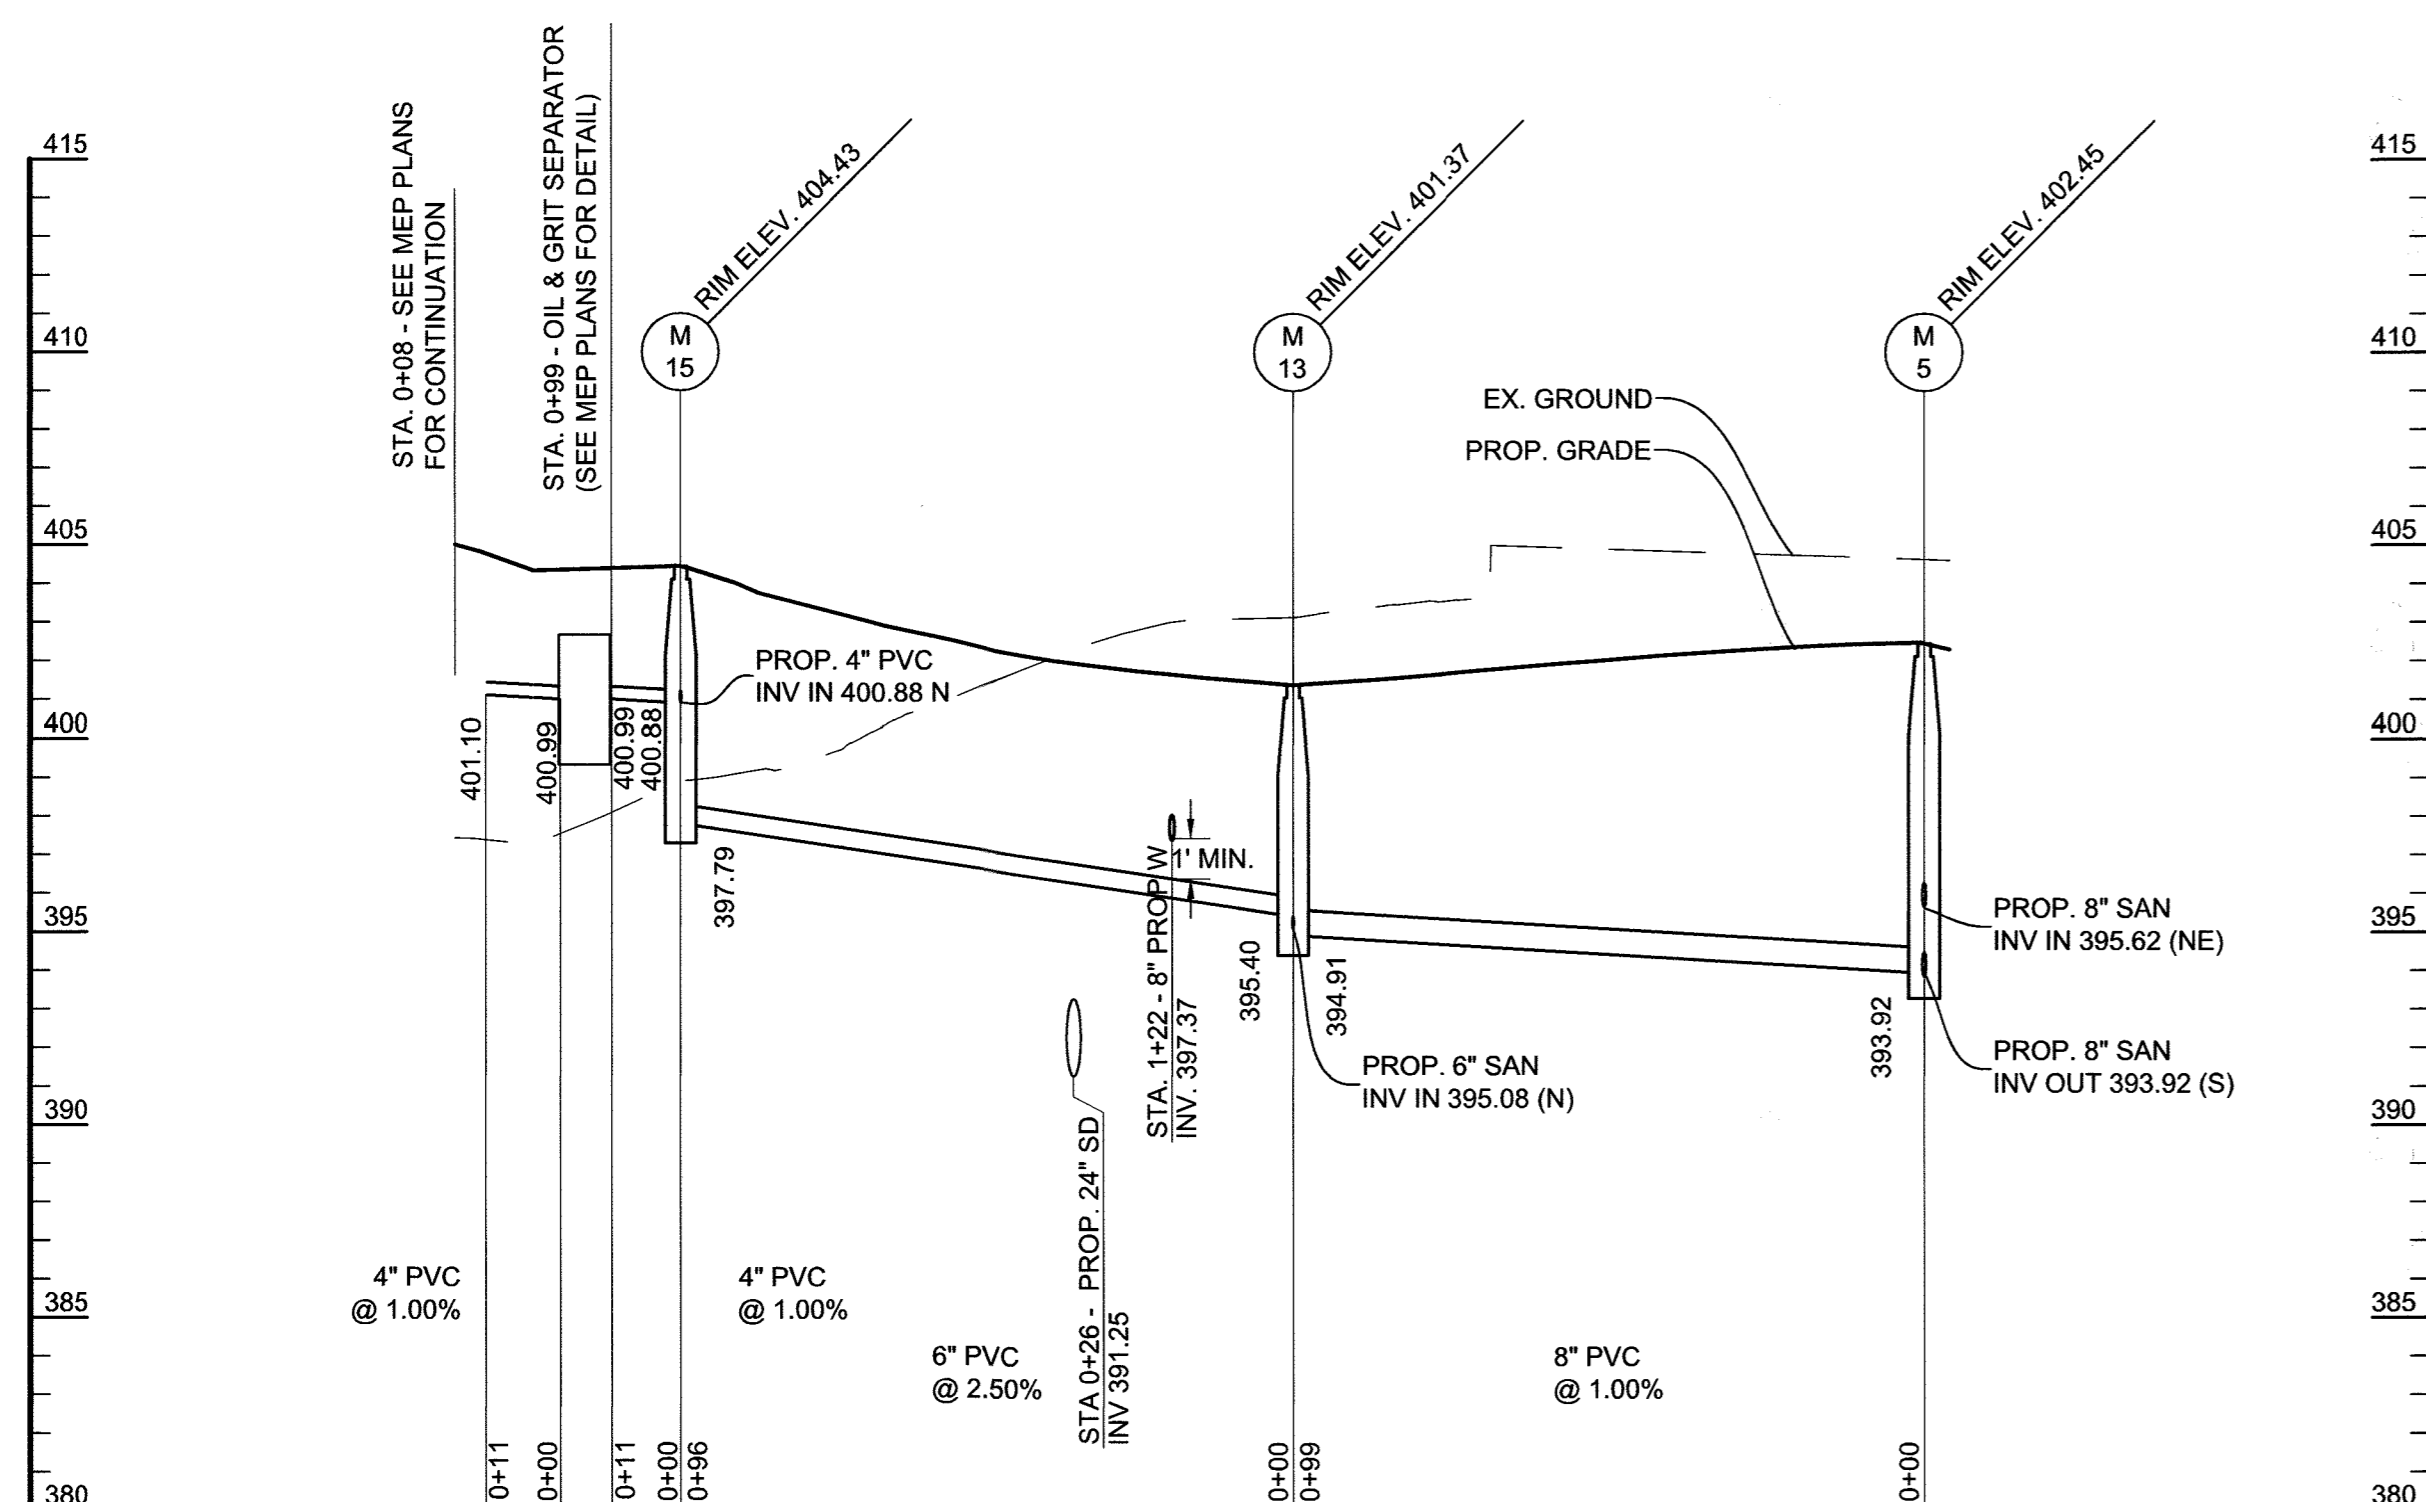 STA. 0+08 - SEE MEP PLANS
FOR CONTINUATION
STA. 0+99 - OIL & GRIT SEPARATOR
(SEE MEP PLANS FOR DETAIL)
RIM ELEV. 404.43
RIM ELEV. 401.37
RIM ELEV. 402.45
415
415
M
15
M
13
M
5
410
410
EX. GROUND
PROP. GRADE
405
405
PROP. 4" PVC
INV IN 400.88 N
400
400
401.10
400.99
400.99
400.88
397.79
1' MIN.
STA. 1+22 - 8" PROP W
INV. 397.37
395
395
395.40
394.91
393.92
PROP. 8" SAN
INV IN 395.62 (NE)
PROP. 6" SAN
INV IN 395.08 (N)
PROP. 8" SAN
INV OUT 393.92 (S)
390
390
STA 0+26 - PROP. 24" SD
INV 391.25
4" PVC
@ 1.00%
4" PVC
@ 1.00%
385
385
6" PVC
@ 2.50%
8" PVC
@ 1.00%
0+11
0+00
0+11
0+00
0+96
0+00
0+99
0+00
380
380